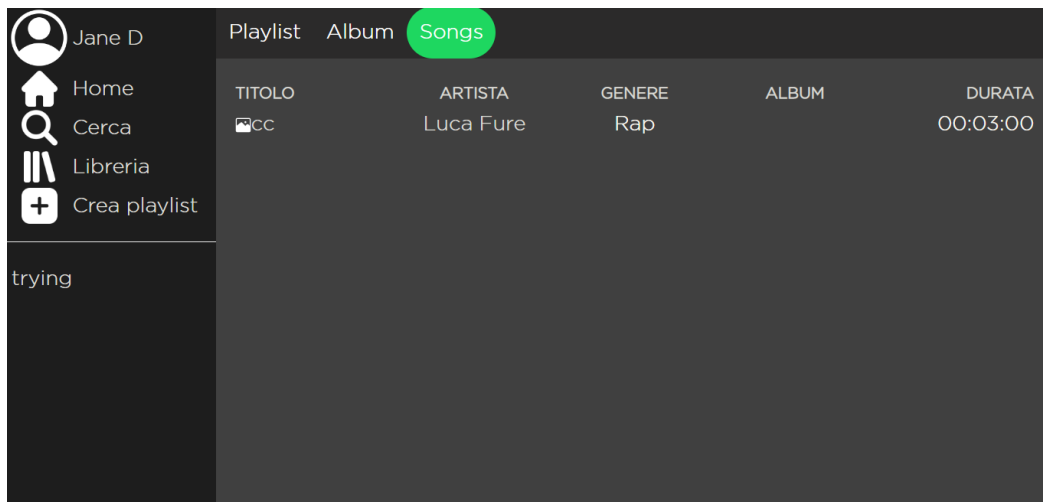 Jane D
Home
Cerca
Libreria
Crea playlist
trying
Playlist Album Songs
TITOLO ARTISTA GENERE ALBUM DURATA
cc Luca Fure Rap 00:03:00